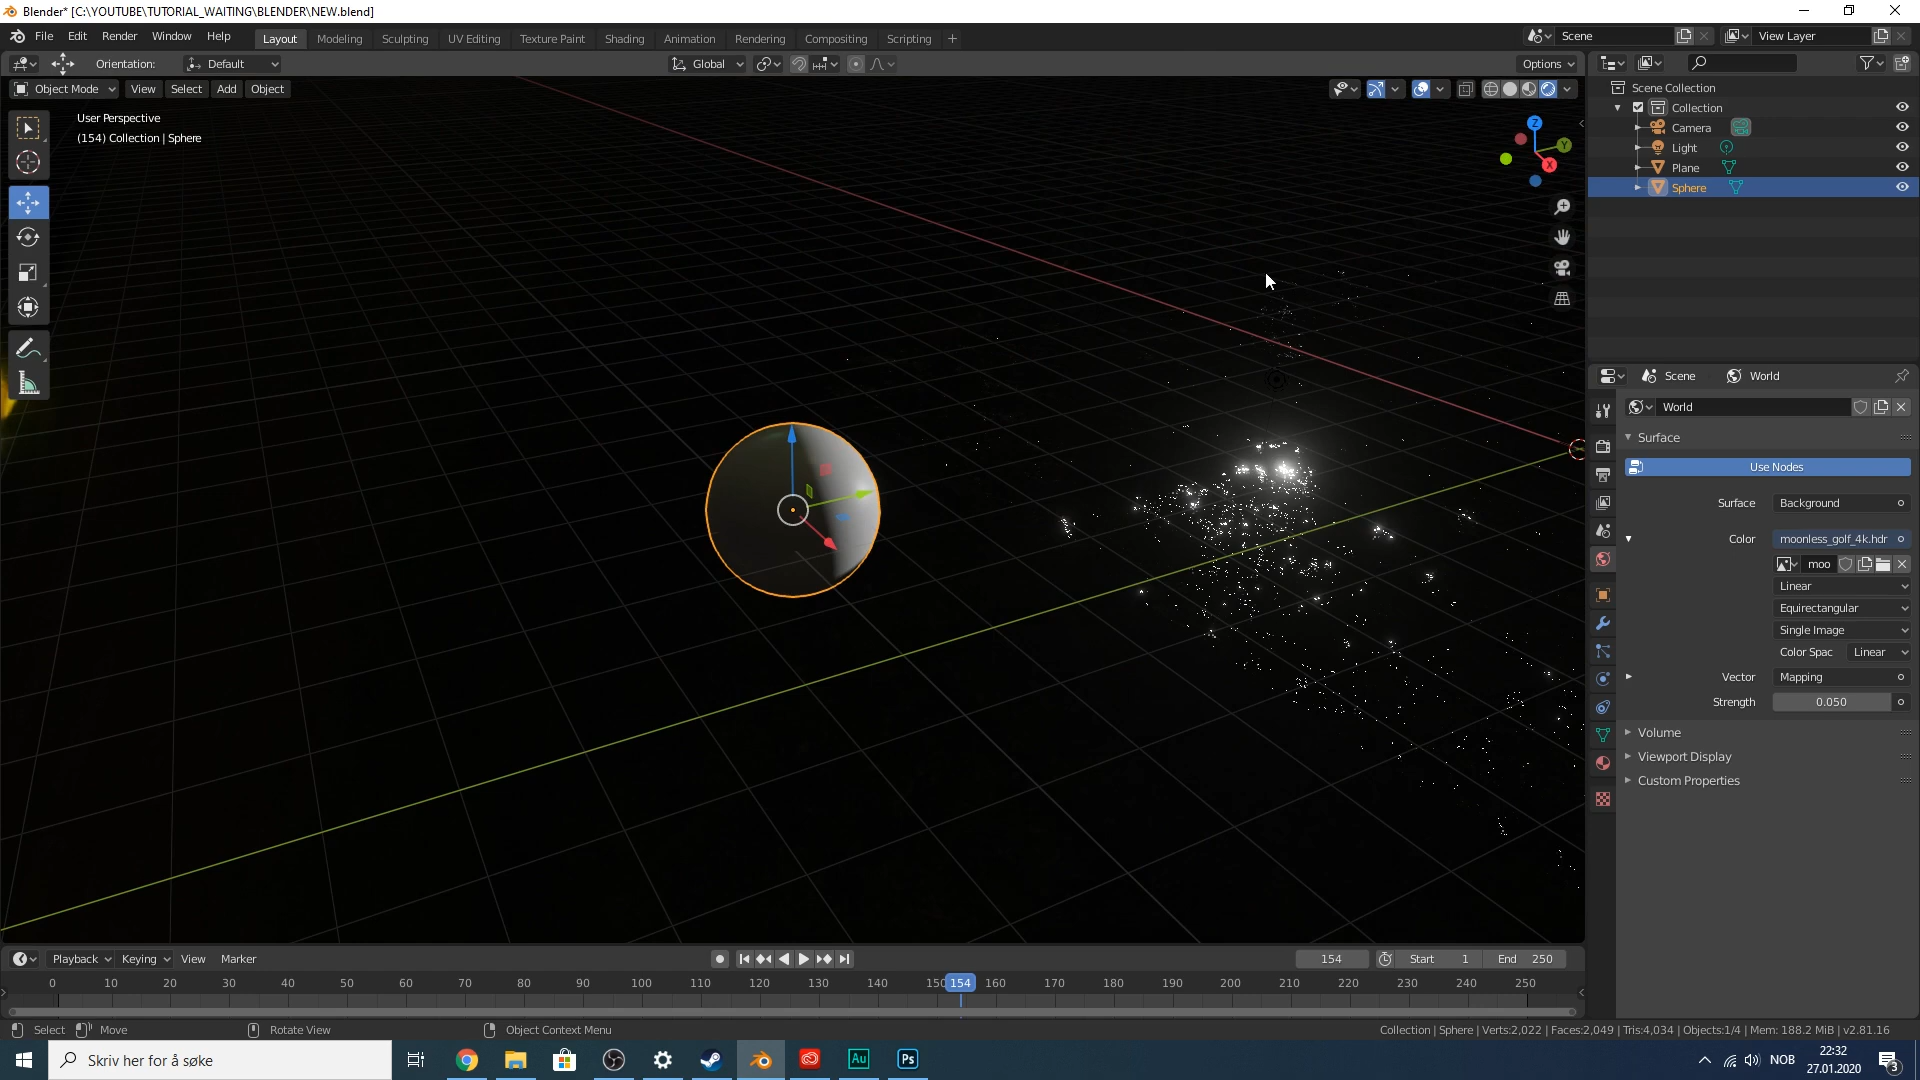 Blender* [C:\YOUTUBE\TUTORIAL_WAITING\BLENDER\NEW.blend]
File Edit Render Window Help Layout Modeling Sculpting UV Editing Texture Paint Shading Animation Rendering Compositing Scripting + Scene View Layer
Orientation: Default Global Options
Object Mode View Select Add Object
User Perspective
(154) Collection | Sphere
Z
Y
X
Scene Collection
Collection
Camera
Light
Plane
Sphere
Scene World
World
Surface
Use Nodes
Surface Background
Color moonless_golf_4k.hdr
moo
Linear
Equirectangular
Single Image
Color Spac Linear
Vector Mapping
Strength 0.050
Volume
Viewport Display
Custom Properties
Playback Keying View Marker 154 Start 1 End 250
0 10 20 30 40 50 60 70 80 90 100 110 120 130 140 150 154 160 170 180 190 200 210 220 230 240 250
Select Move Rotate View Object Context Menu Collection | Sphere | Verts:2,022 | Faces:2,049 | Tris:4,034 | Objects:1/4 | Mem: 188.2 MiB | v2.81.16
Skriv her for å søke Au Ps NOB 22:32
27.01.2020 3